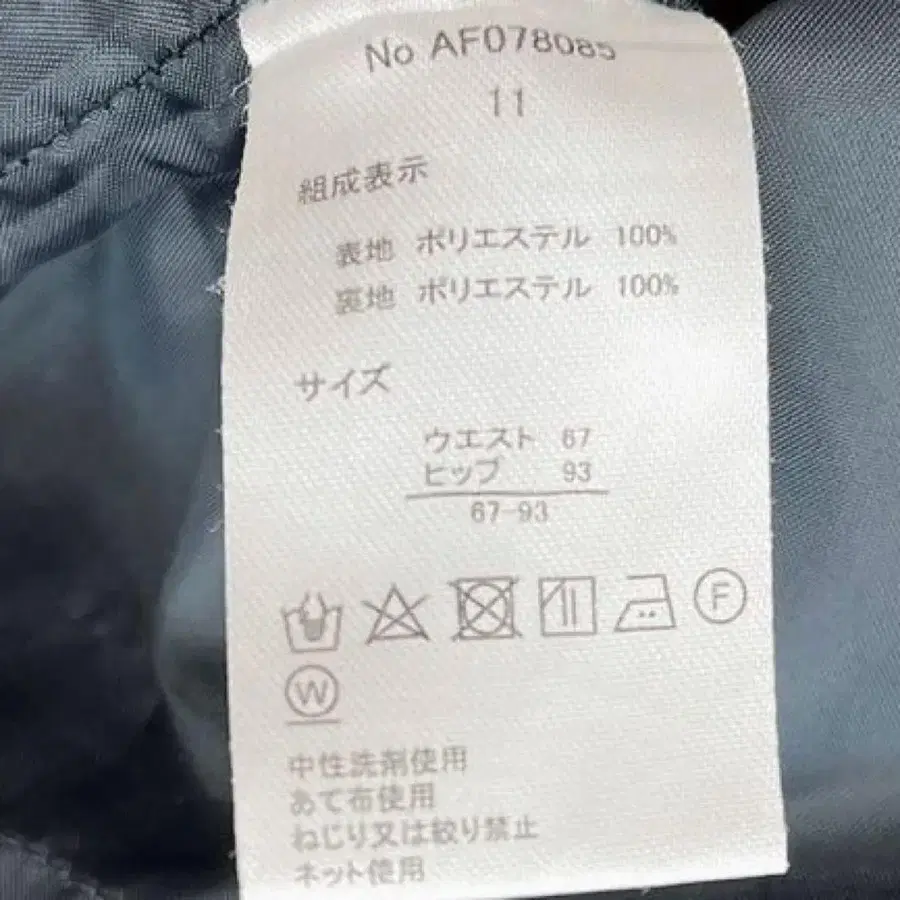 No AF078085
11
組成表示
表地 ポリエステル 100%
裏地 ポリエステル 100%
サイズ
ウエスト 67
ヒップ 93
67-93
F
W
中性洗剤使用
あて布使用
ねじり又は絞り禁止
ネット使用